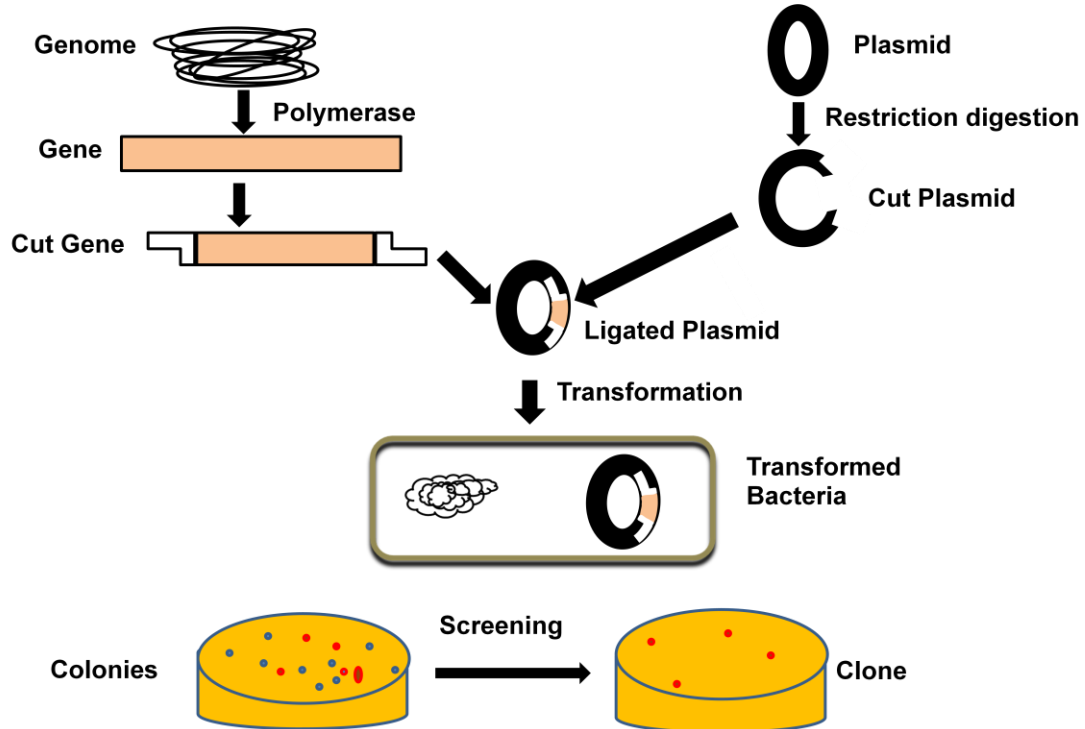 Genome
Plasmid
Polymerase
Restriction digestion
Gene
Cut Plasmid
Cut Gene
Ligated Plasmid
Transformation
Transformed
Bacteria
Screening
Colonies
Clone